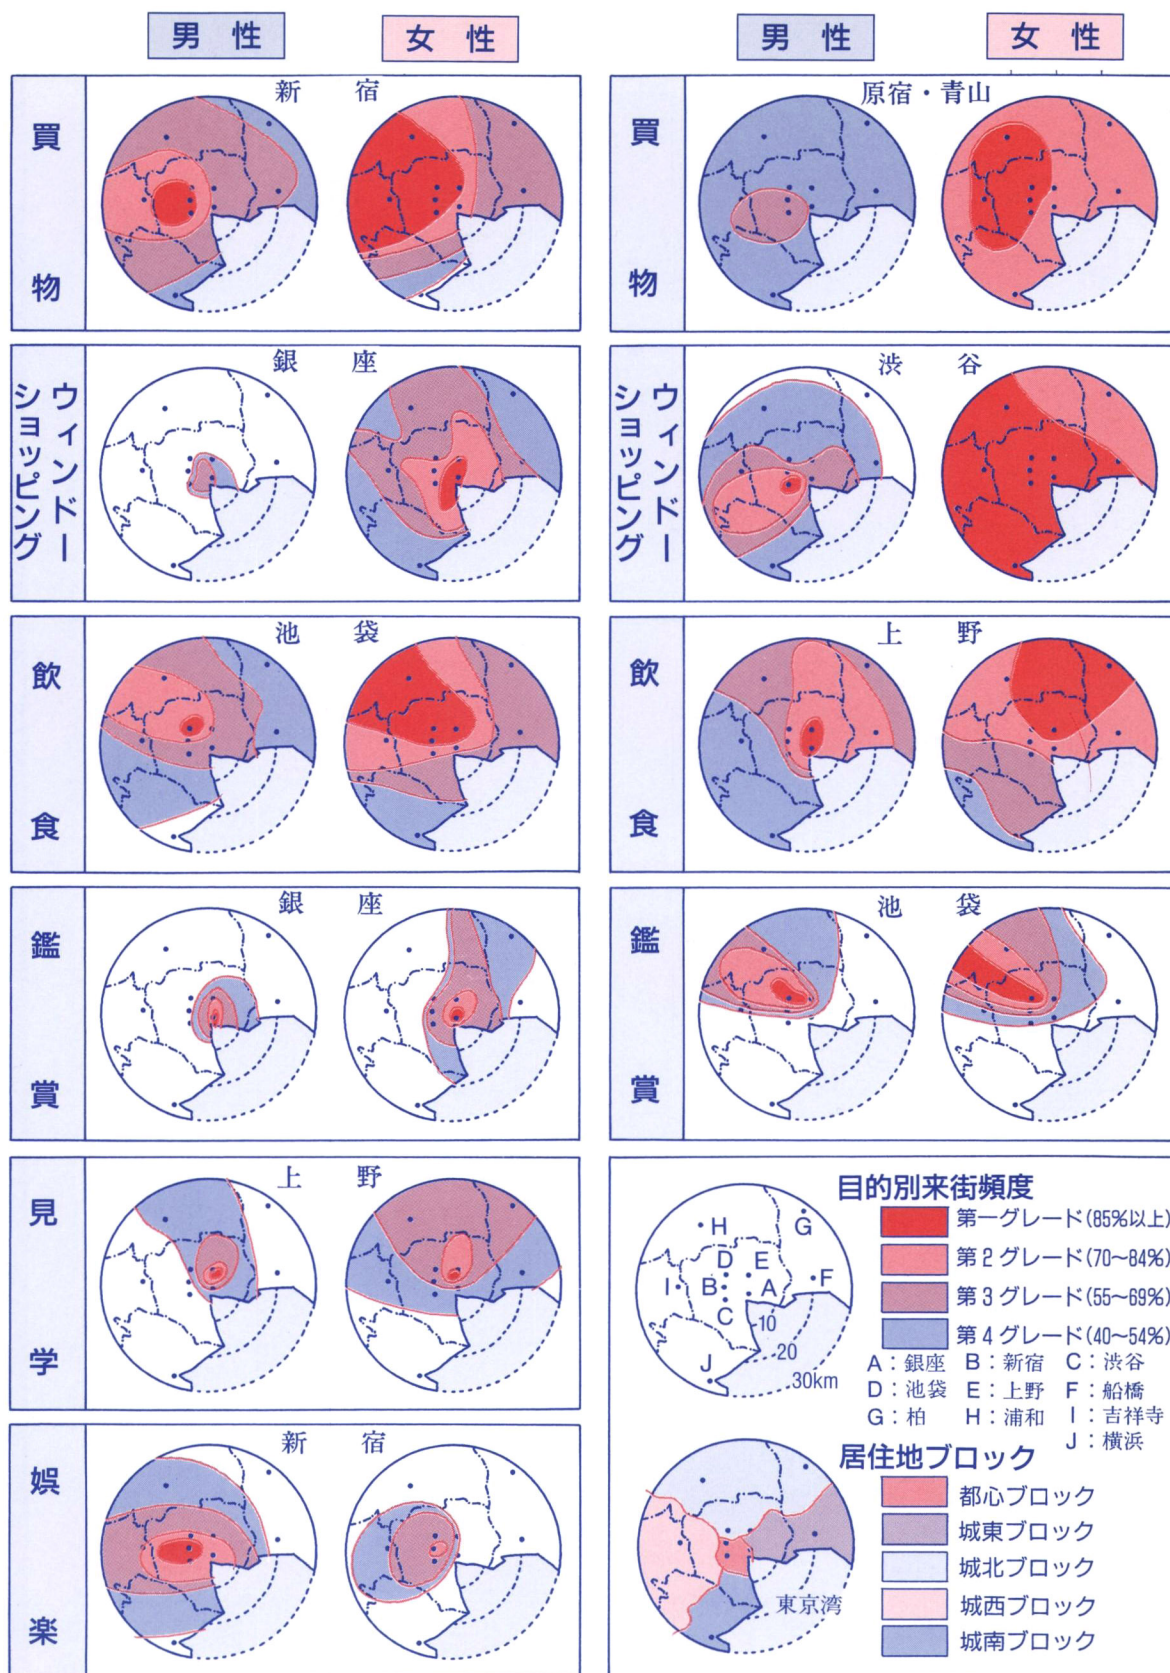 男性
女性
男性
女性
買物
新宿
買物
原宿・青山
ウィンドーショッピング
銀座
ウィンドーショッピング
渋谷
飲食
池袋
飲食
上野
鑑賞
銀座
鑑賞
池袋
見学
上野
娯楽
新宿
目的別来街頻度
第一グレード(85%以上)
第2グレード(70〜84%)
第3グレード(55〜69%)
第4グレード(40〜54%)
H
G
D
E
I
B
A
F
C
J
10
20
30km
A：銀座 B：新宿 C：渋谷
D：池袋 E：上野 F：船橋
G：柏 H：浦和 I：吉祥寺
J：横浜
居住地ブロック
都心ブロック
城東ブロック
城北ブロック
城西ブロック
城南ブロック
東京湾